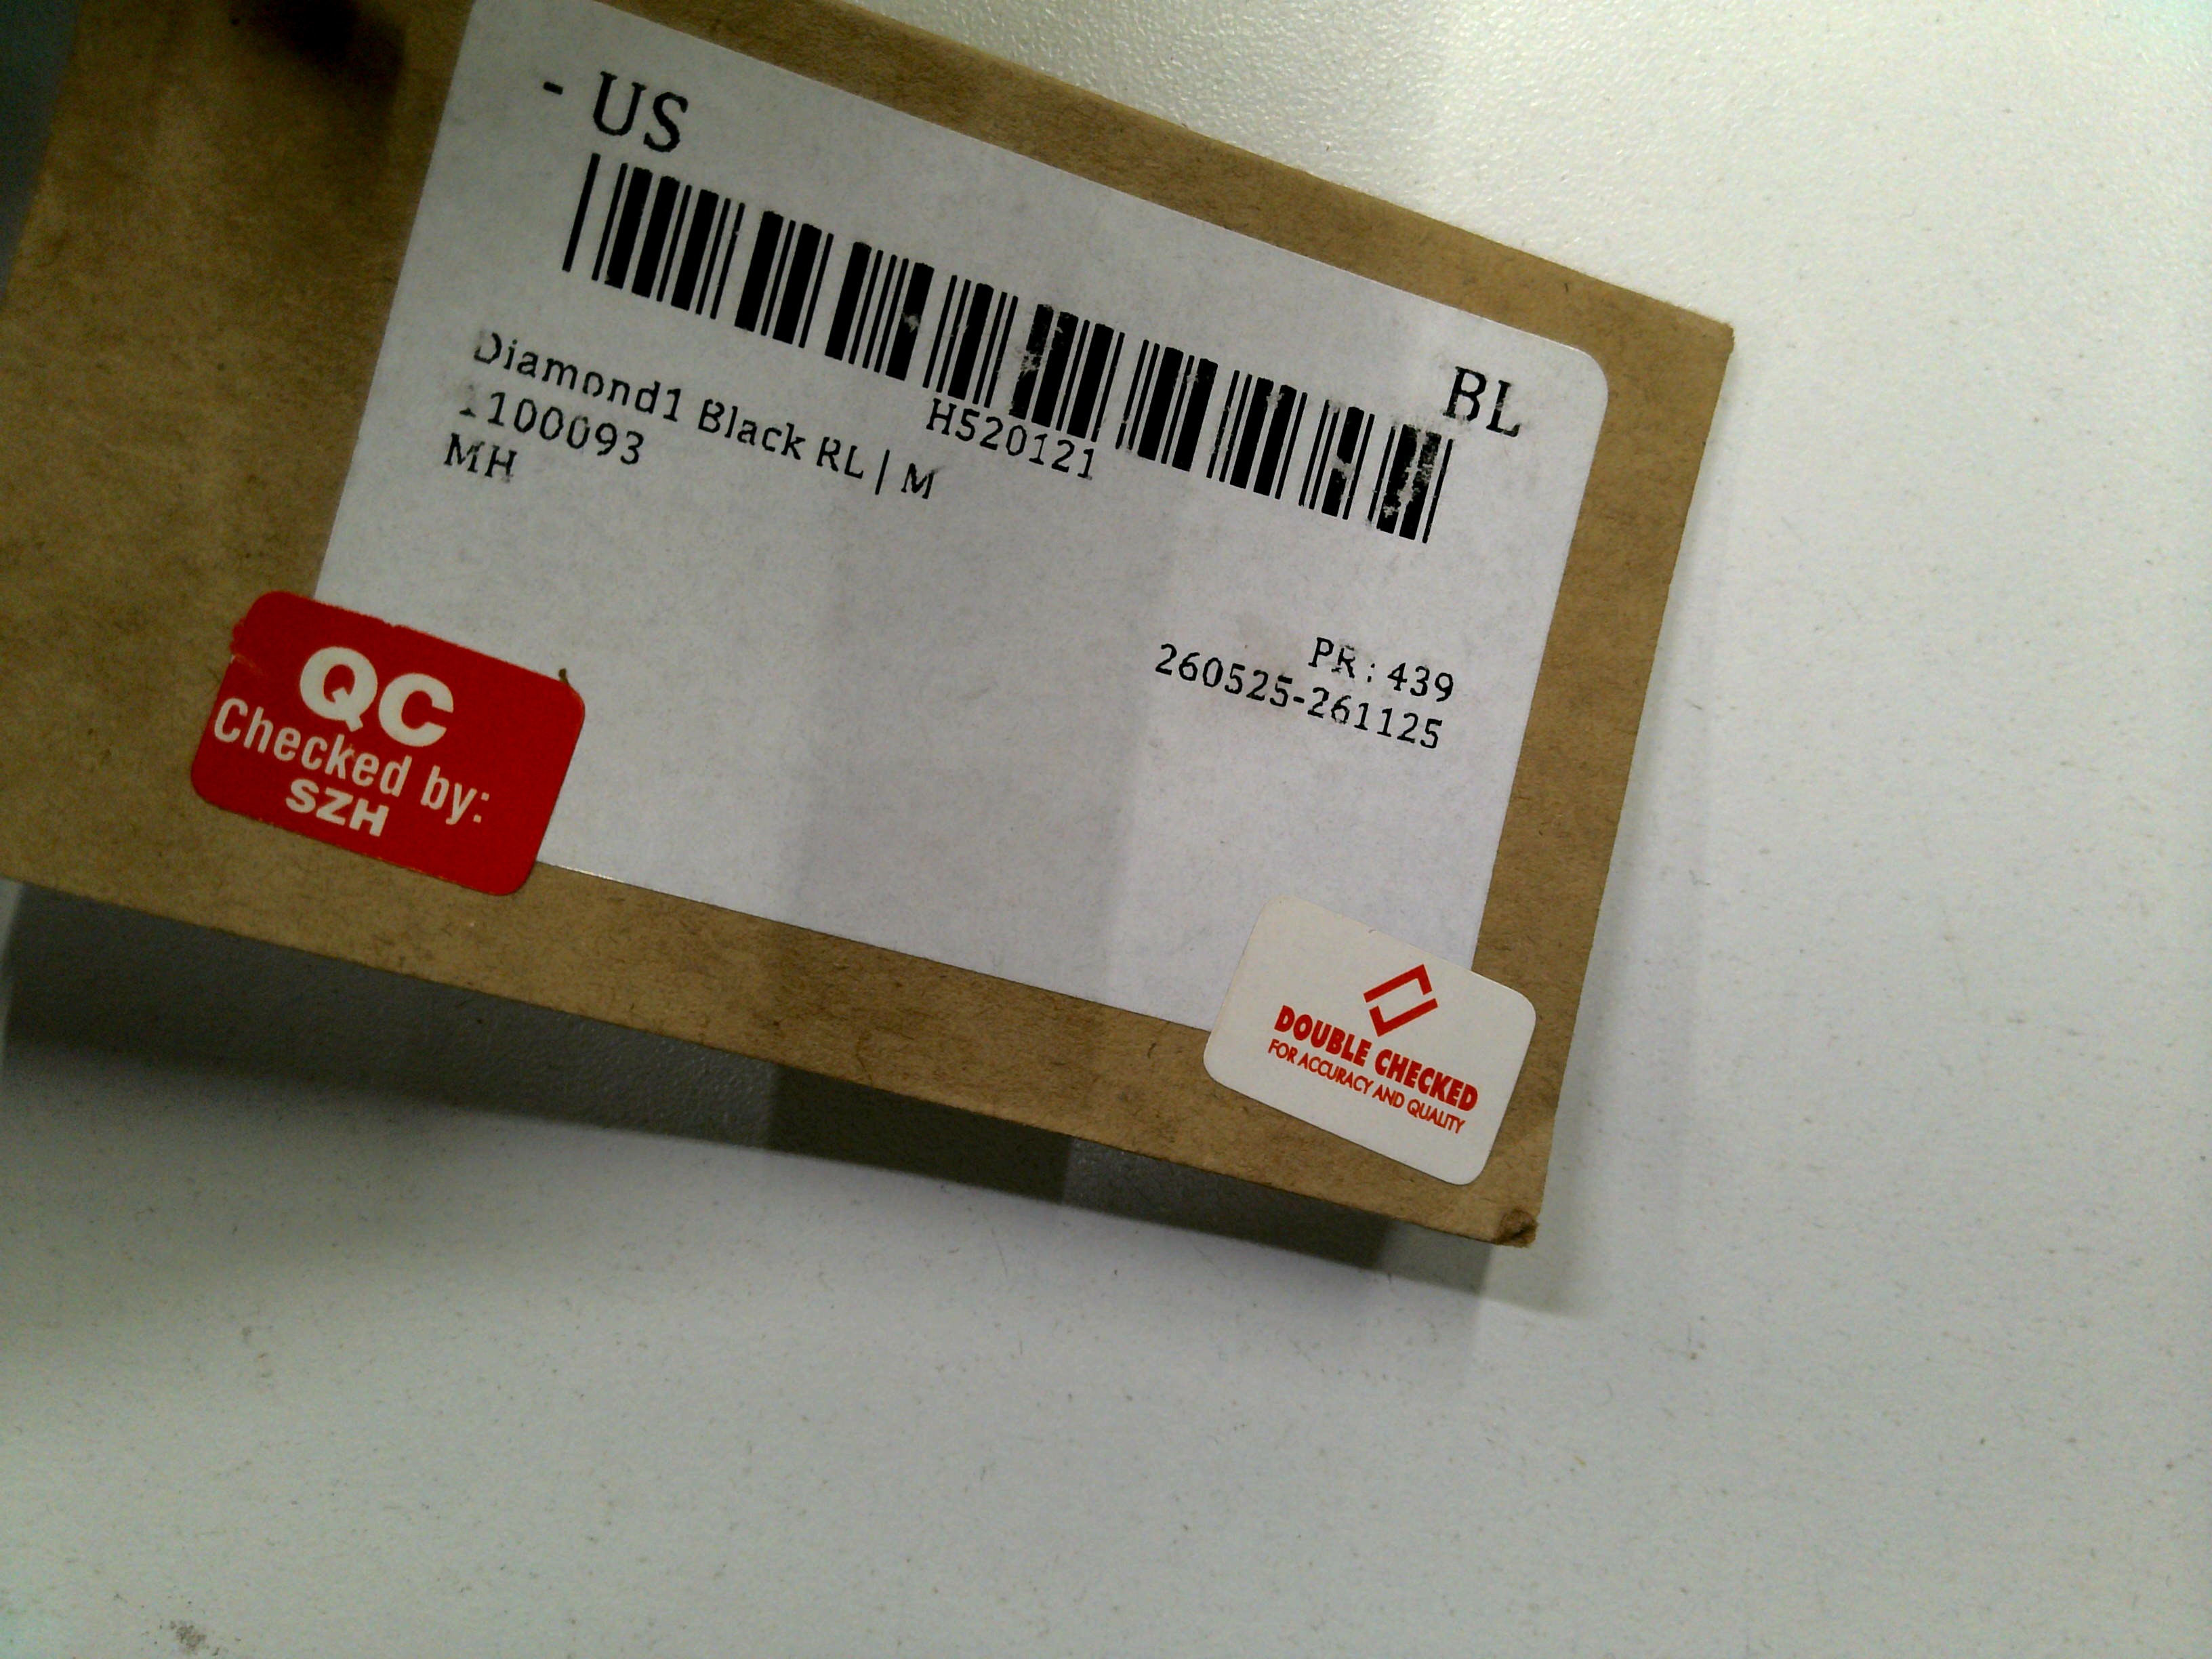 - US
BL
H520121
Diamond1 Black RL | M
1100093
MH
PR: 439
260525-261125
QC
Checked by:
SZH
DOUBLE CHECKED
FOR ACCURACY AND QUALITY